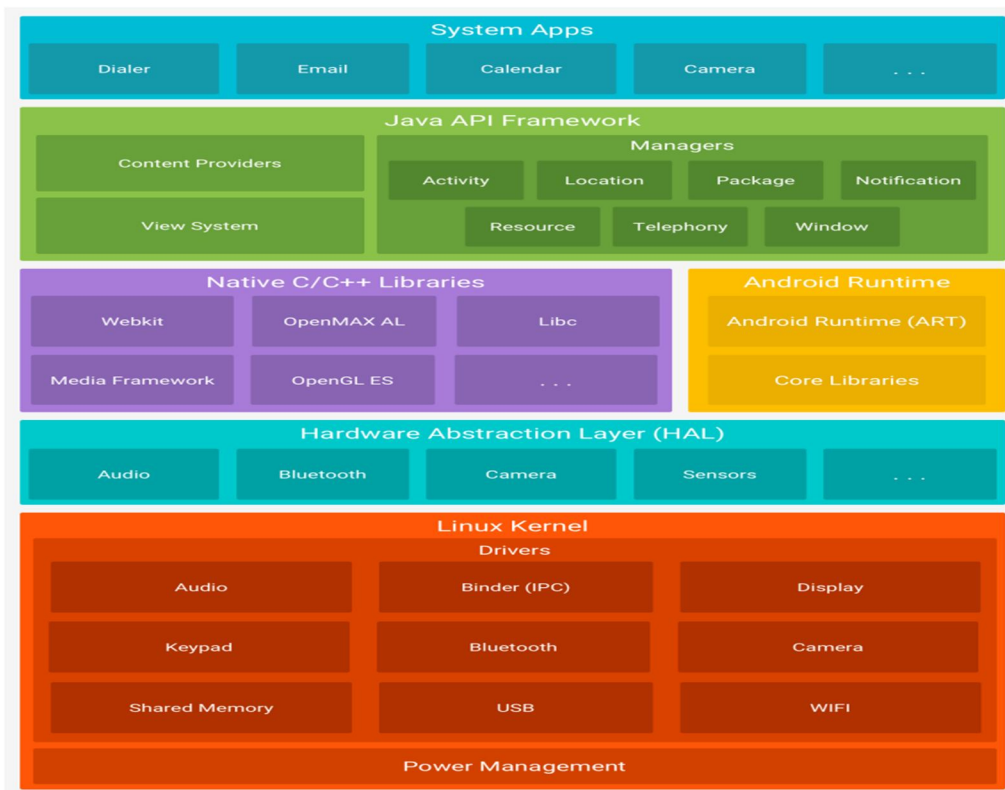 System Apps
Dialer Email Calendar Camera . . .
Java API Framework
Content Providers
View System
Managers
Activity Location Package Notification
Resource Telephony Window
Native C/C++ Libraries
Webkit OpenMAX AL Libc
Media Framework OpenGL ES . . .
Android Runtime
Android Runtime (ART)
Core Libraries
Hardware Abstraction Layer (HAL)
Audio Bluetooth Camera Sensors . . .
Linux Kernel
Drivers
Audio Binder (IPC) Display
Keypad Bluetooth Camera
Shared Memory USB WIFI
Power Management